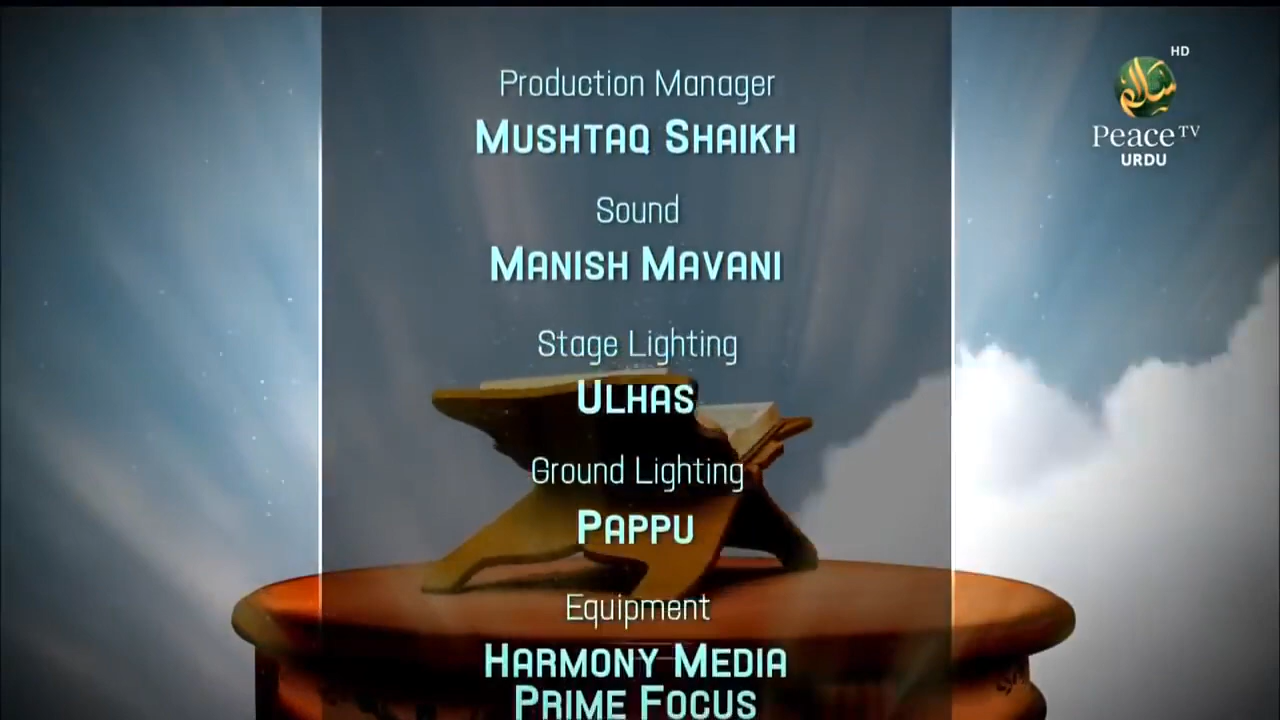 HD
سلام
Peace TV
URDU
Production Manager
MUSHTAQ SHAIKH
Sound
MANISH MAVANI
Stage Lighting
ULHAS
Ground Lighting
PAPPU
Equipment
HARMONY MEDIA
PRIME FOCUS